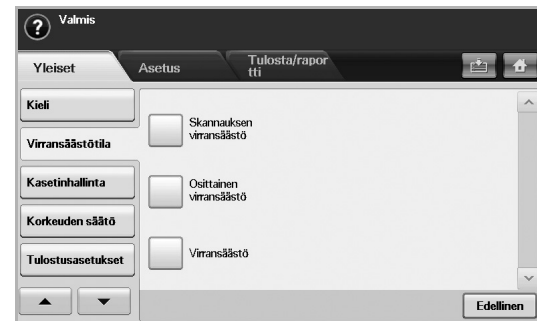 Valmis
Yleiset
Asetus
Tulosta/rapor
tti
Kieli
Virransäästötila
Kasetinhallinta
Korkeuden säätö
Tulostusasetukset
Skannauksen
virransäästö
Osittainen
virransäästö
Virransäästö
Edellinen